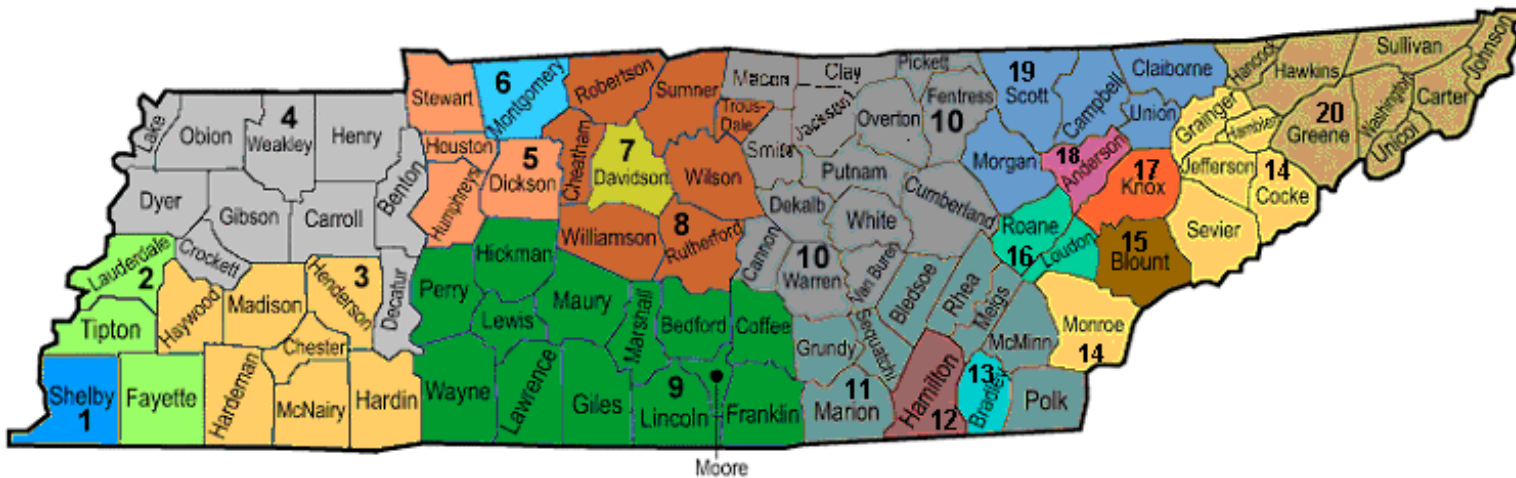 Lake
Obion
4
Weakley
Henry
Dyer
Gibson
Carroll
Benton
Crockett
Lauderdale
2
Tipton
Haywood
Madison
Henderson
3
Decatur
Chester
Shelby
1
Fayette
Hardeman
McNairy
Hardin
Stewart
6
Montgomery
Houston
5
Dickson
Humphreys
Robertson
Sumner
Trous-
Dale
Cheatham
7
Davidson
Wilson
Williamson
8
Rutherford
Hickman
Perry
Lewis
Maury
Marshall
Bedford
Coffee
Wayne
Lawrence
Giles
9
Lincoln
Franklin
Moore
Macon
Clay
Pickett
Jackson
Overton
Fentress
10
Smith
Putnam
Cumberland
Dekalb
White
Cannon
10
Warren
Van Buren
Bledsoe
Rhea
Meigs
McMinn
Sequatchi
Grundy
11
Marion
Hamilton
12
13
Bradley
Polk
19
Scott
Campbell
Claiborne
Union
Morgan
18
Anderson
17
Knox
Roane
16
Loudon
15
Blount
Monroe
14
Grainger
Hamblen
Jefferson
14
Cocke
Sevier
Hancock
Hawkins
Sullivan
Johnson
20
Greene
Washington
Carter
Unicoi